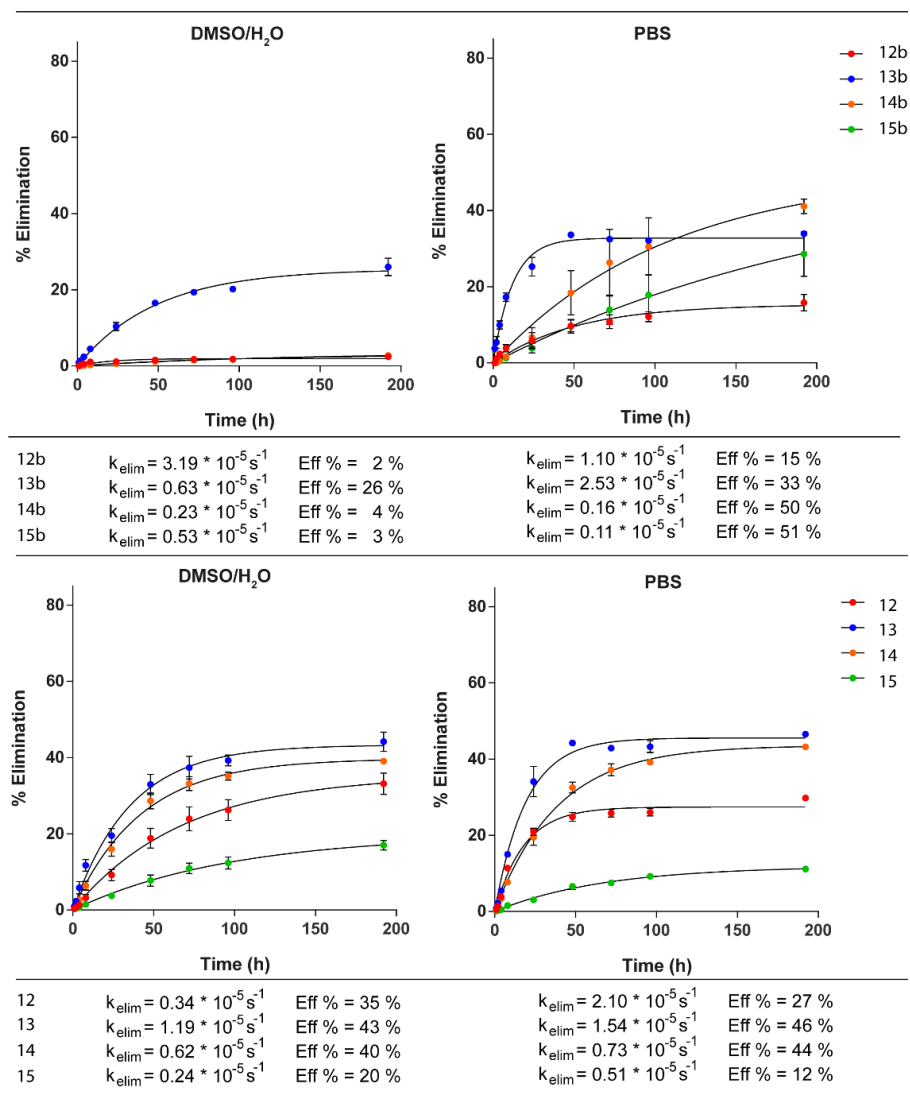 DMSO/H2O
PBS
12b
13b
14b
15b
% Elimination
80
60
40
20
0
0 50 100 150 200
Time (h)
% Elimination
80
60
40
20
0
0 50 100 150 200
Time (h)
12b kelim = 3.19 * 10-5 s-1 Eff % = 2 % kelim = 1.10 * 10-5 s-1 Eff % = 15 %
13b kelim = 0.63 * 10-5 s-1 Eff % = 26 % kelim = 2.53 * 10-5 s-1 Eff % = 33 %
14b kelim = 0.23 * 10-5 s-1 Eff % = 4 % kelim = 0.16 * 10-5 s-1 Eff % = 50 %
15b kelim = 0.53 * 10-5 s-1 Eff % = 3 % kelim = 0.11 * 10-5 s-1 Eff % = 51 %
DMSO/H2O
PBS
12
13
14
15
% Elimination
80
60
40
20
0
0 50 100 150 200
Time (h)
% Elimination
80
60
40
20
0
0 50 100 150 200
Time (h)
12 kelim = 0.34 * 10-5 s-1 Eff % = 35 % kelim = 2.10 * 10-5 s-1 Eff % = 27 %
13 kelim = 1.19 * 10-5 s-1 Eff % = 43 % kelim = 1.54 * 10-5 s-1 Eff % = 46 %
14 kelim = 0.62 * 10-5 s-1 Eff % = 40 % kelim = 0.73 * 10-5 s-1 Eff % = 44 %
15 kelim = 0.24 * 10-5 s-1 Eff % = 20 % kelim = 0.51 * 10-5 s-1 Eff % = 12 %